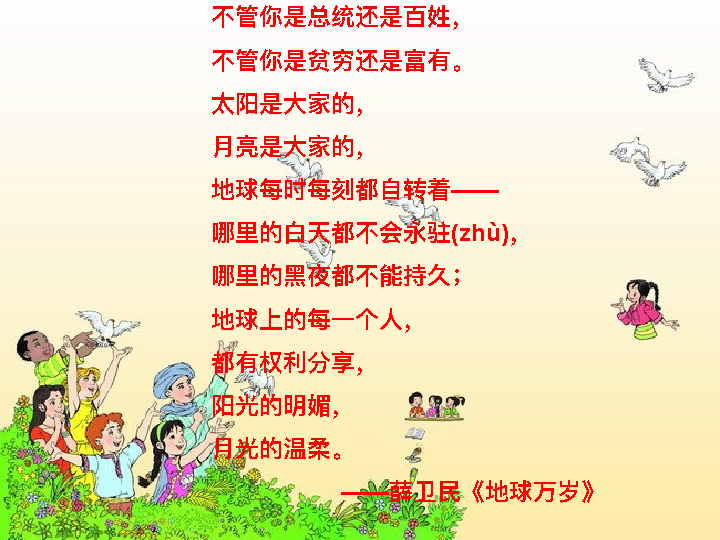 不管你是总统还是百姓，
不管你是贫穷还是富有。
太阳是大家的，
月亮是大家的，
地球每时每刻都自转着——
哪里的白天都不会永驻(zhù)，
哪里的黑夜都不能持久；
地球上的每一个人，
都有权利分享，
阳光的明媚，
月光的温柔。
——薛卫民《地球万岁》